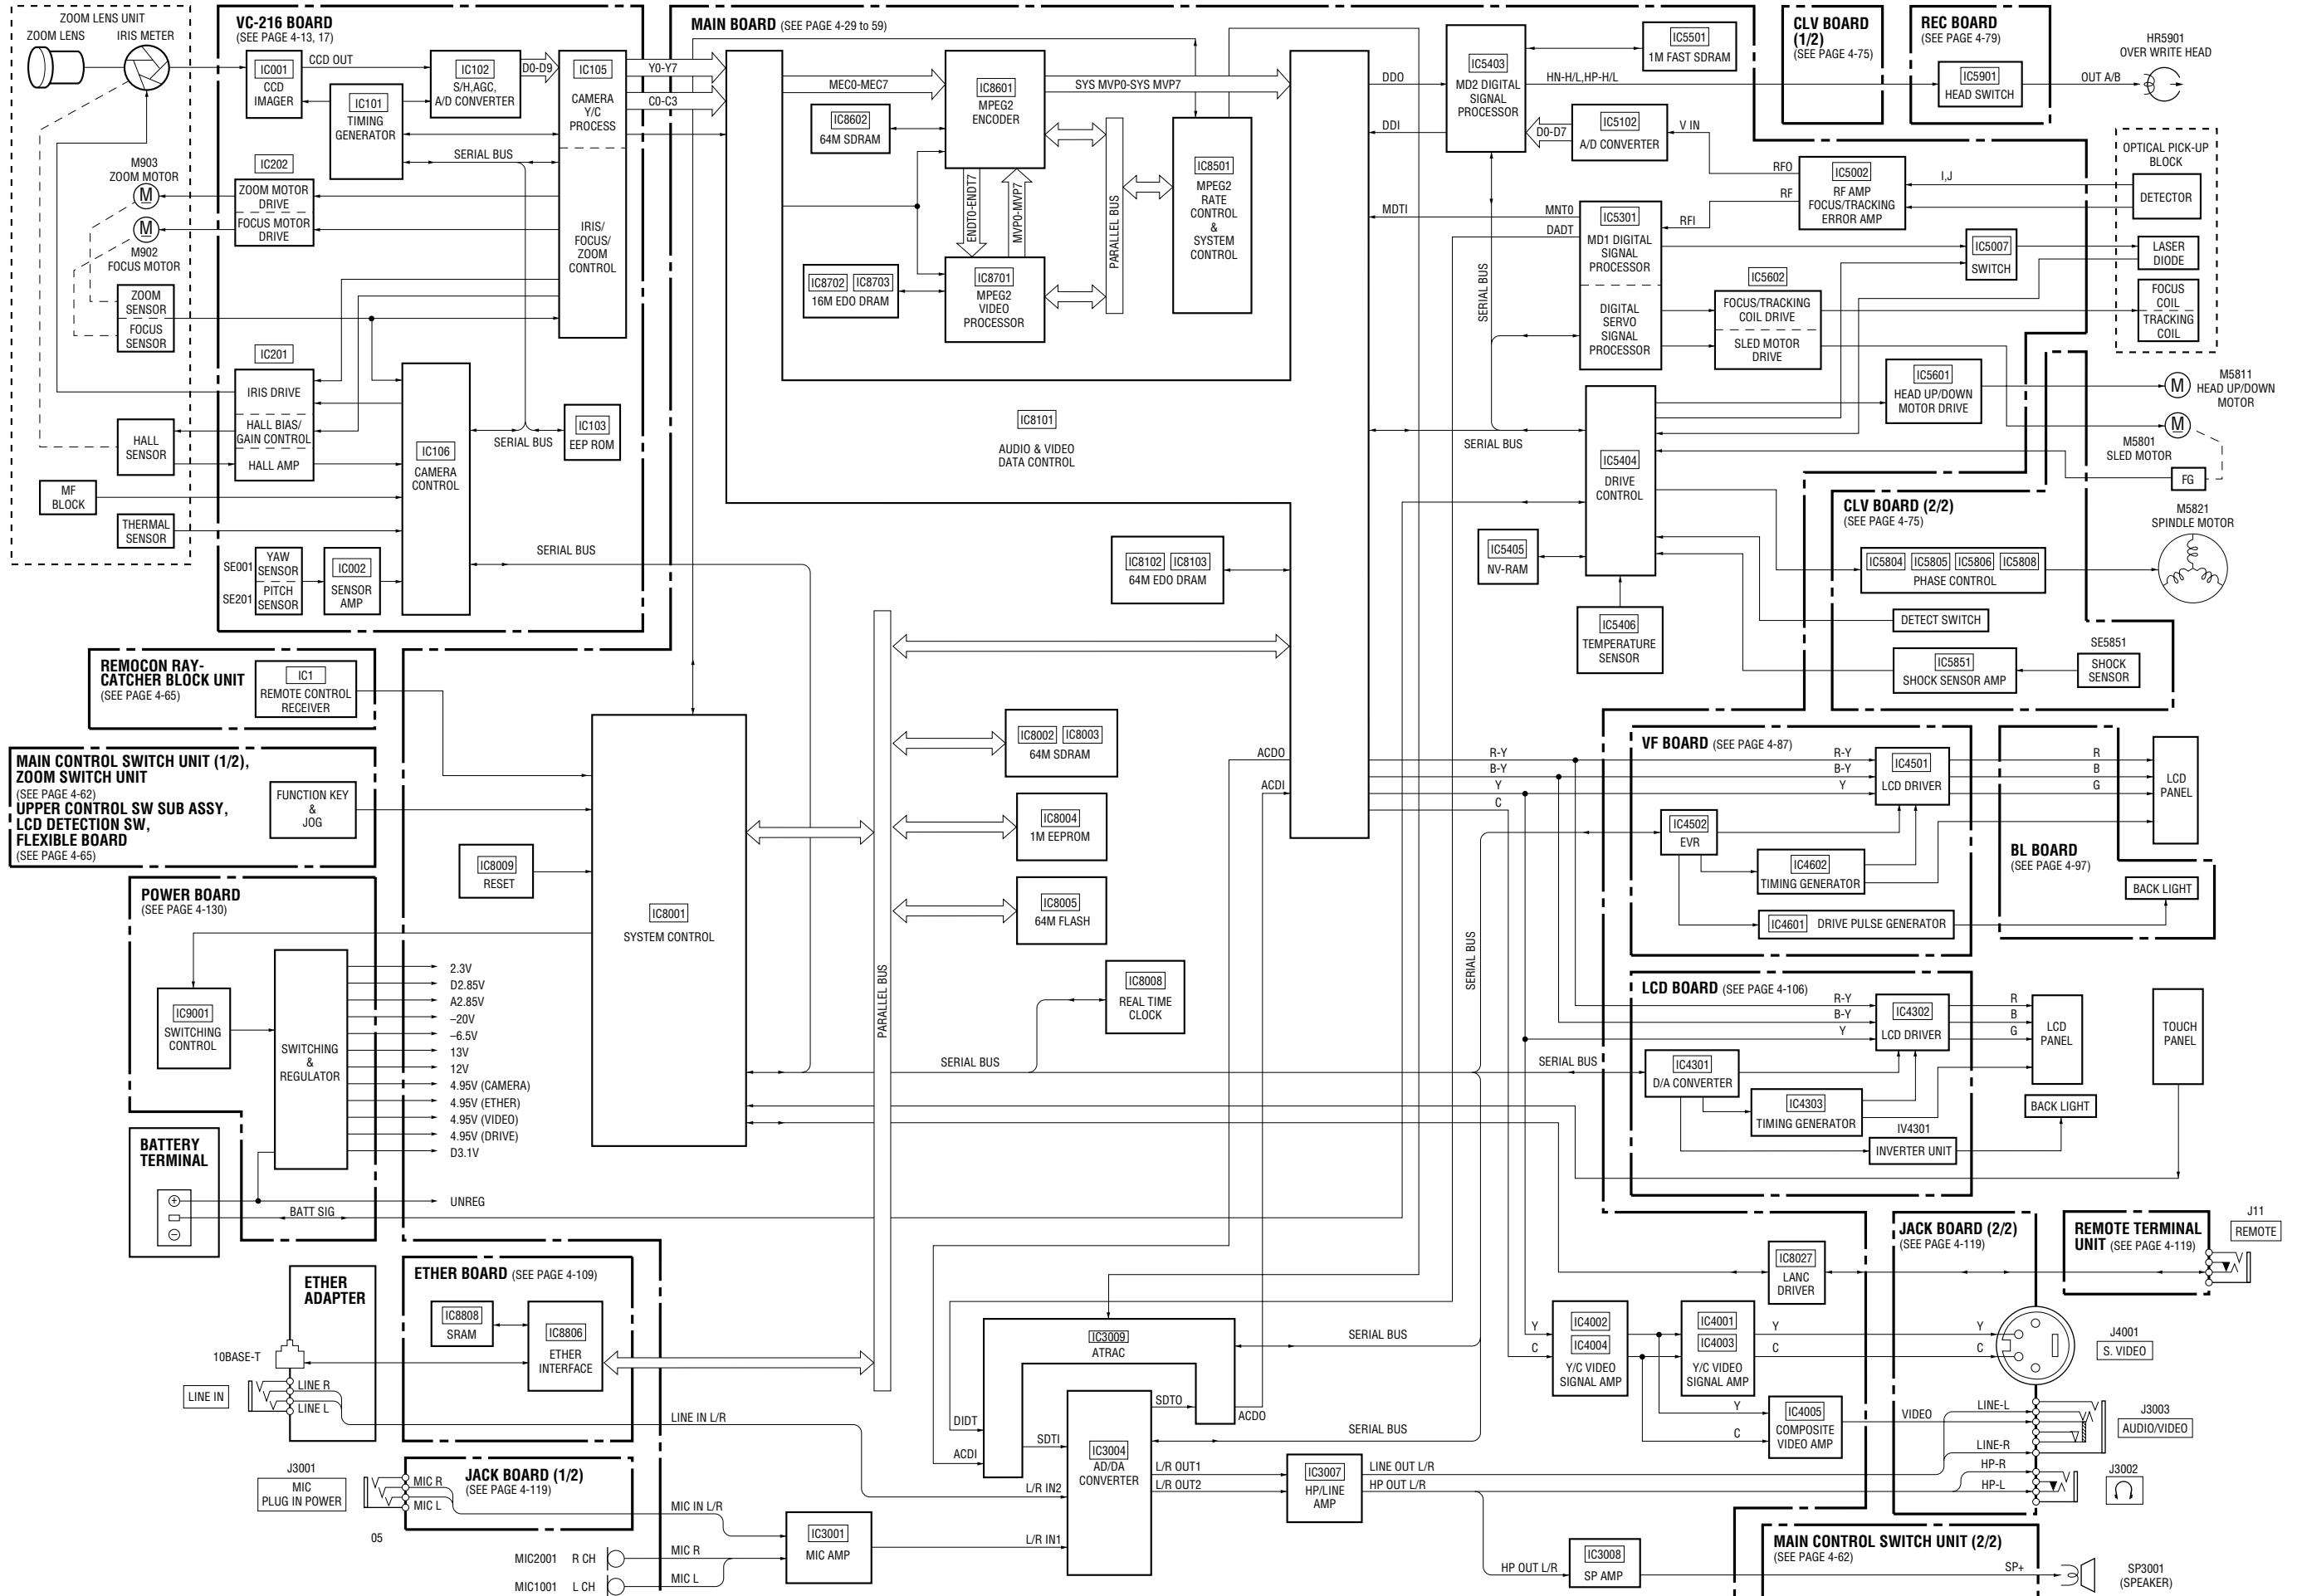 ZOOM LENS UNIT
ZOOM LENS
IRIS METER
M903
ZOOM MOTOR
M
M
M902
FOCUS MOTOR
ZOOM
SENSOR
FOCUS
SENSOR
HALL
SENSOR
MF
BLOCK
THERMAL
SENSOR
VC-216 BOARD
(SEE PAGE 4-13, 17)
IC001
CCD
IMAGER
CCD OUT
IC101
TIMING
GENERATOR
IC102
S/H,AGC,
A/D CONVERTER
D0-D9
IC105
CAMERA
Y/C
PROCESS
IRIS/
FOCUS/
ZOOM
CONTROL
Y0-Y7
C0-C3
SERIAL BUS
IC202
ZOOM MOTOR
DRIVE
FOCUS MOTOR
DRIVE
IC201
IRIS DRIVE
HALL BIAS/
GAIN CONTROL
HALL AMP
IC106
CAMERA
CONTROL
SERIAL BUS
IC103
EEP ROM
SE001
YAW
SENSOR
SE201
PITCH
SENSOR
IC002
SENSOR
AMP
SERIAL BUS
MAIN BOARD (SEE PAGE 4-29 to 59)
MEC0-MEC7
IC8601
MPEG2
ENCODER
SYS MVP0-SYS MVP7
IC8602
64M SDRAM
ENDT0-ENDT7
MVP0-MVP7
PARALLEL BUS
IC8501
MPEG2
RATE
CONTROL
&
SYSTEM
CONTROL
IC8702 IC8703
16M EDO DRAM
IC8701
MPEG2
VIDEO
PROCESSOR
IC8101
AUDIO & VIDEO
DATA CONTROL
DDO
DDI
MDTI
IC5403
MD2 DIGITAL
SIGNAL
PROCESSOR
IC5501
1M FAST SDRAM
HN-H/L,HP-H/L
D0-D7
IC5102
A/D CONVERTER
V IN
CLV BOARD
(1/2)
(SEE PAGE 4-75)
REC BOARD
(SEE PAGE 4-79)
IC5901
HEAD SWITCH
OUT A/B
HR5901
OVER WRITE HEAD
OPTICAL PICK-UP
BLOCK
DETECTOR
LASER
DIODE
FOCUS
COIL
TRACKING
COIL
I,J
RFO
RF
RFI
IC5002
RF AMP
FOCUS/TRACKING
ERROR AMP
MNT0
DADT
IC5301
MD1 DIGITAL
SIGNAL
PROCESSOR
DIGITAL
SERVO
SIGNAL
PROCESSOR
IC5007
SWITCH
IC5602
FOCUS/TRACKING
COIL DRIVE
SLED MOTOR
DRIVE
SERIAL BUS
SERIAL BUS
IC5601
HEAD UP/DOWN
MOTOR DRIVE
M
M5811
HEAD UP/DOWN
MOTOR
M
M5801
SLED MOTOR
FG
IC5404
DRIVE
CONTROL
IC5405
NV-RAM
IC5406
TEMPERATURE
SENSOR
CLV BOARD (2/2)
(SEE PAGE 4-75)
M5821
SPINDLE MOTOR
IC5804 IC5805 IC5806 IC5808
PHASE CONTROL
DETECT SWITCH
IC5851
SHOCK SENSOR AMP
SE5851
SHOCK
SENSOR
IC8102 IC8103
64M EDO DRAM
REMOCON RAY-
CATCHER BLOCK UNIT
(SEE PAGE 4-65)
IC1
REMOTE CONTROL
RECEIVER
MAIN CONTROL SWITCH UNIT (1/2),
ZOOM SWITCH UNIT
(SEE PAGE 4-62)
UPPER CONTROL SW SUB ASSY,
LCD DETECTION SW,
FLEXIBLE BOARD
(SEE PAGE 4-65)
FUNCTION KEY
&
JOG
IC8009
RESET
IC8001
SYSTEM CONTROL
PARALLEL BUS
IC8002 IC8003
64M SDRAM
IC8004
1M EEPROM
IC8005
64M FLASH
IC8008
REAL TIME
CLOCK
SERIAL BUS
ACDO
ACDI
R-Y
B-Y
Y
C
SERIAL BUS
VF BOARD (SEE PAGE 4-87)
R-Y
B-Y
Y
IC4501
LCD DRIVER
R
B
G
LCD
PANEL
IC4502
EVR
IC4602
TIMING GENERATOR
IC4601
DRIVE PULSE GENERATOR
BL BOARD
(SEE PAGE 4-97)
BACK LIGHT
LCD BOARD (SEE PAGE 4-106)
R-Y
B-Y
Y
IC4302
LCD DRIVER
R
B
G
LCD
PANEL
TOUCH
PANEL
SERIAL BUS
IC4301
D/A CONVERTER
IC4303
TIMING GENERATOR
IV4301
INVERTER UNIT
BACK LIGHT
POWER BOARD
(SEE PAGE 4-130)
IC9001
SWITCHING
CONTROL
SWITCHING
&
REGULATOR
2.3V
D2.85V
A2.85V
–20V
–6.5V
13V
12V
4.95V (CAMERA)
4.95V (ETHER)
4.95V (VIDEO)
4.95V (DRIVE)
D3.1V
UNREG
BATTERY
TERMINAL
BATT SIG
ETHER
ADAPTER
10BASE-T
LINE IN
LINE R
LINE L
ETHER BOARD (SEE PAGE 4-109)
IC8808
SRAM
IC8806
ETHER
INTERFACE
LINE IN L/R
J3001
MIC
PLUG IN POWER
MIC R
MIC L
JACK BOARD (1/2)
(SEE PAGE 4-119)
05
MIC IN L/R
MIC2001 R CH
MIC R
MIC1001 L CH
MIC L
IC3001
MIC AMP
IC3009
ATRAC
DIDT
ACDI
SDTI
SDTO
ACDO
IC3004
AD/DA
CONVERTER
L/R IN2
L/R IN1
L/R OUT1
L/R OUT2
SERIAL BUS
SERIAL BUS
IC3007
HP/LINE
AMP
LINE OUT L/R
HP OUT L/R
HP OUT L/R
IC3008
SP AMP
IC8027
LANC
DRIVER
Y
C
IC4002
IC4004
Y/C VIDEO
SIGNAL AMP
IC4001
IC4003
Y/C VIDEO
SIGNAL AMP
Y
C
Y
C
IC4005
COMPOSITE
VIDEO AMP
VIDEO
JACK BOARD (2/2)
(SEE PAGE 4-119)
REMOTE TERMINAL
UNIT (SEE PAGE 4-119)
J11
REMOTE
Y
C
J4001
S. VIDEO
LINE-L
LINE-R
HP-R
HP-L
J3003
AUDIO/VIDEO
J3002
MAIN CONTROL SWITCH UNIT (2/2)
(SEE PAGE 4-62)
SP+
SP3001
(SPEAKER)